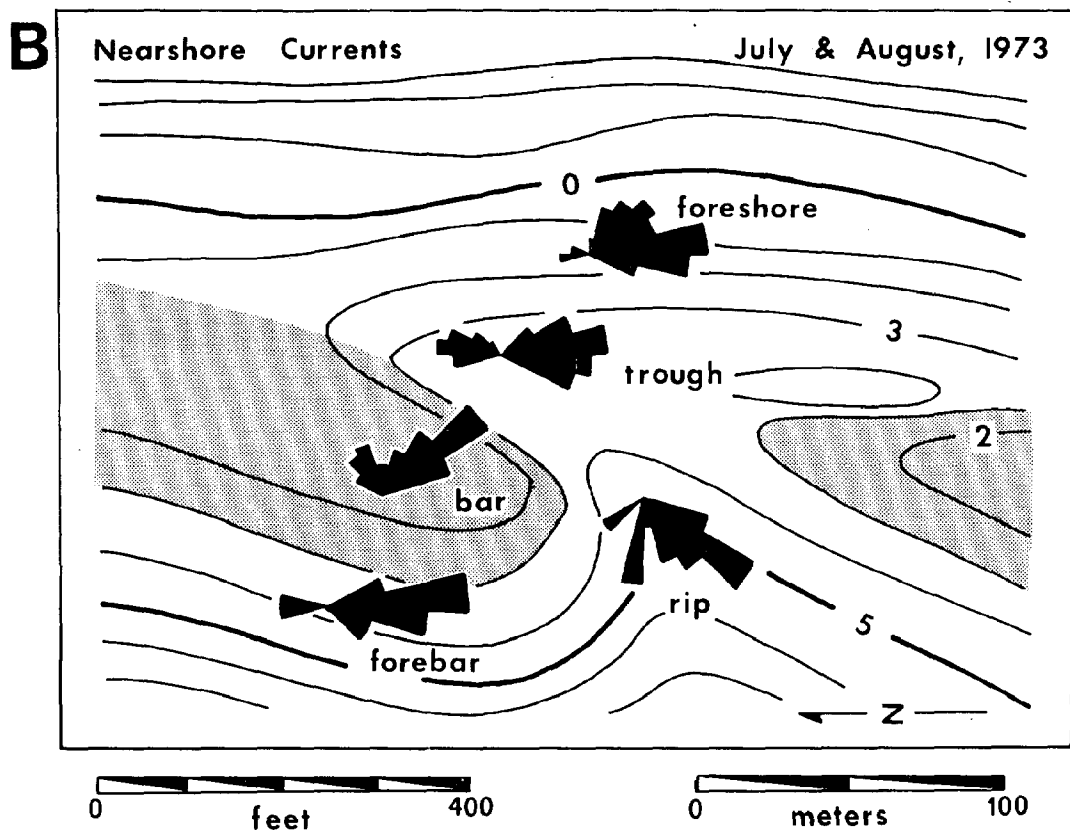 B
Nearshore Currents
July & August, 1973
0
foreshore
3
trough
2
bar
rip
5
forebar
N
0
400
feet
0
100
meters